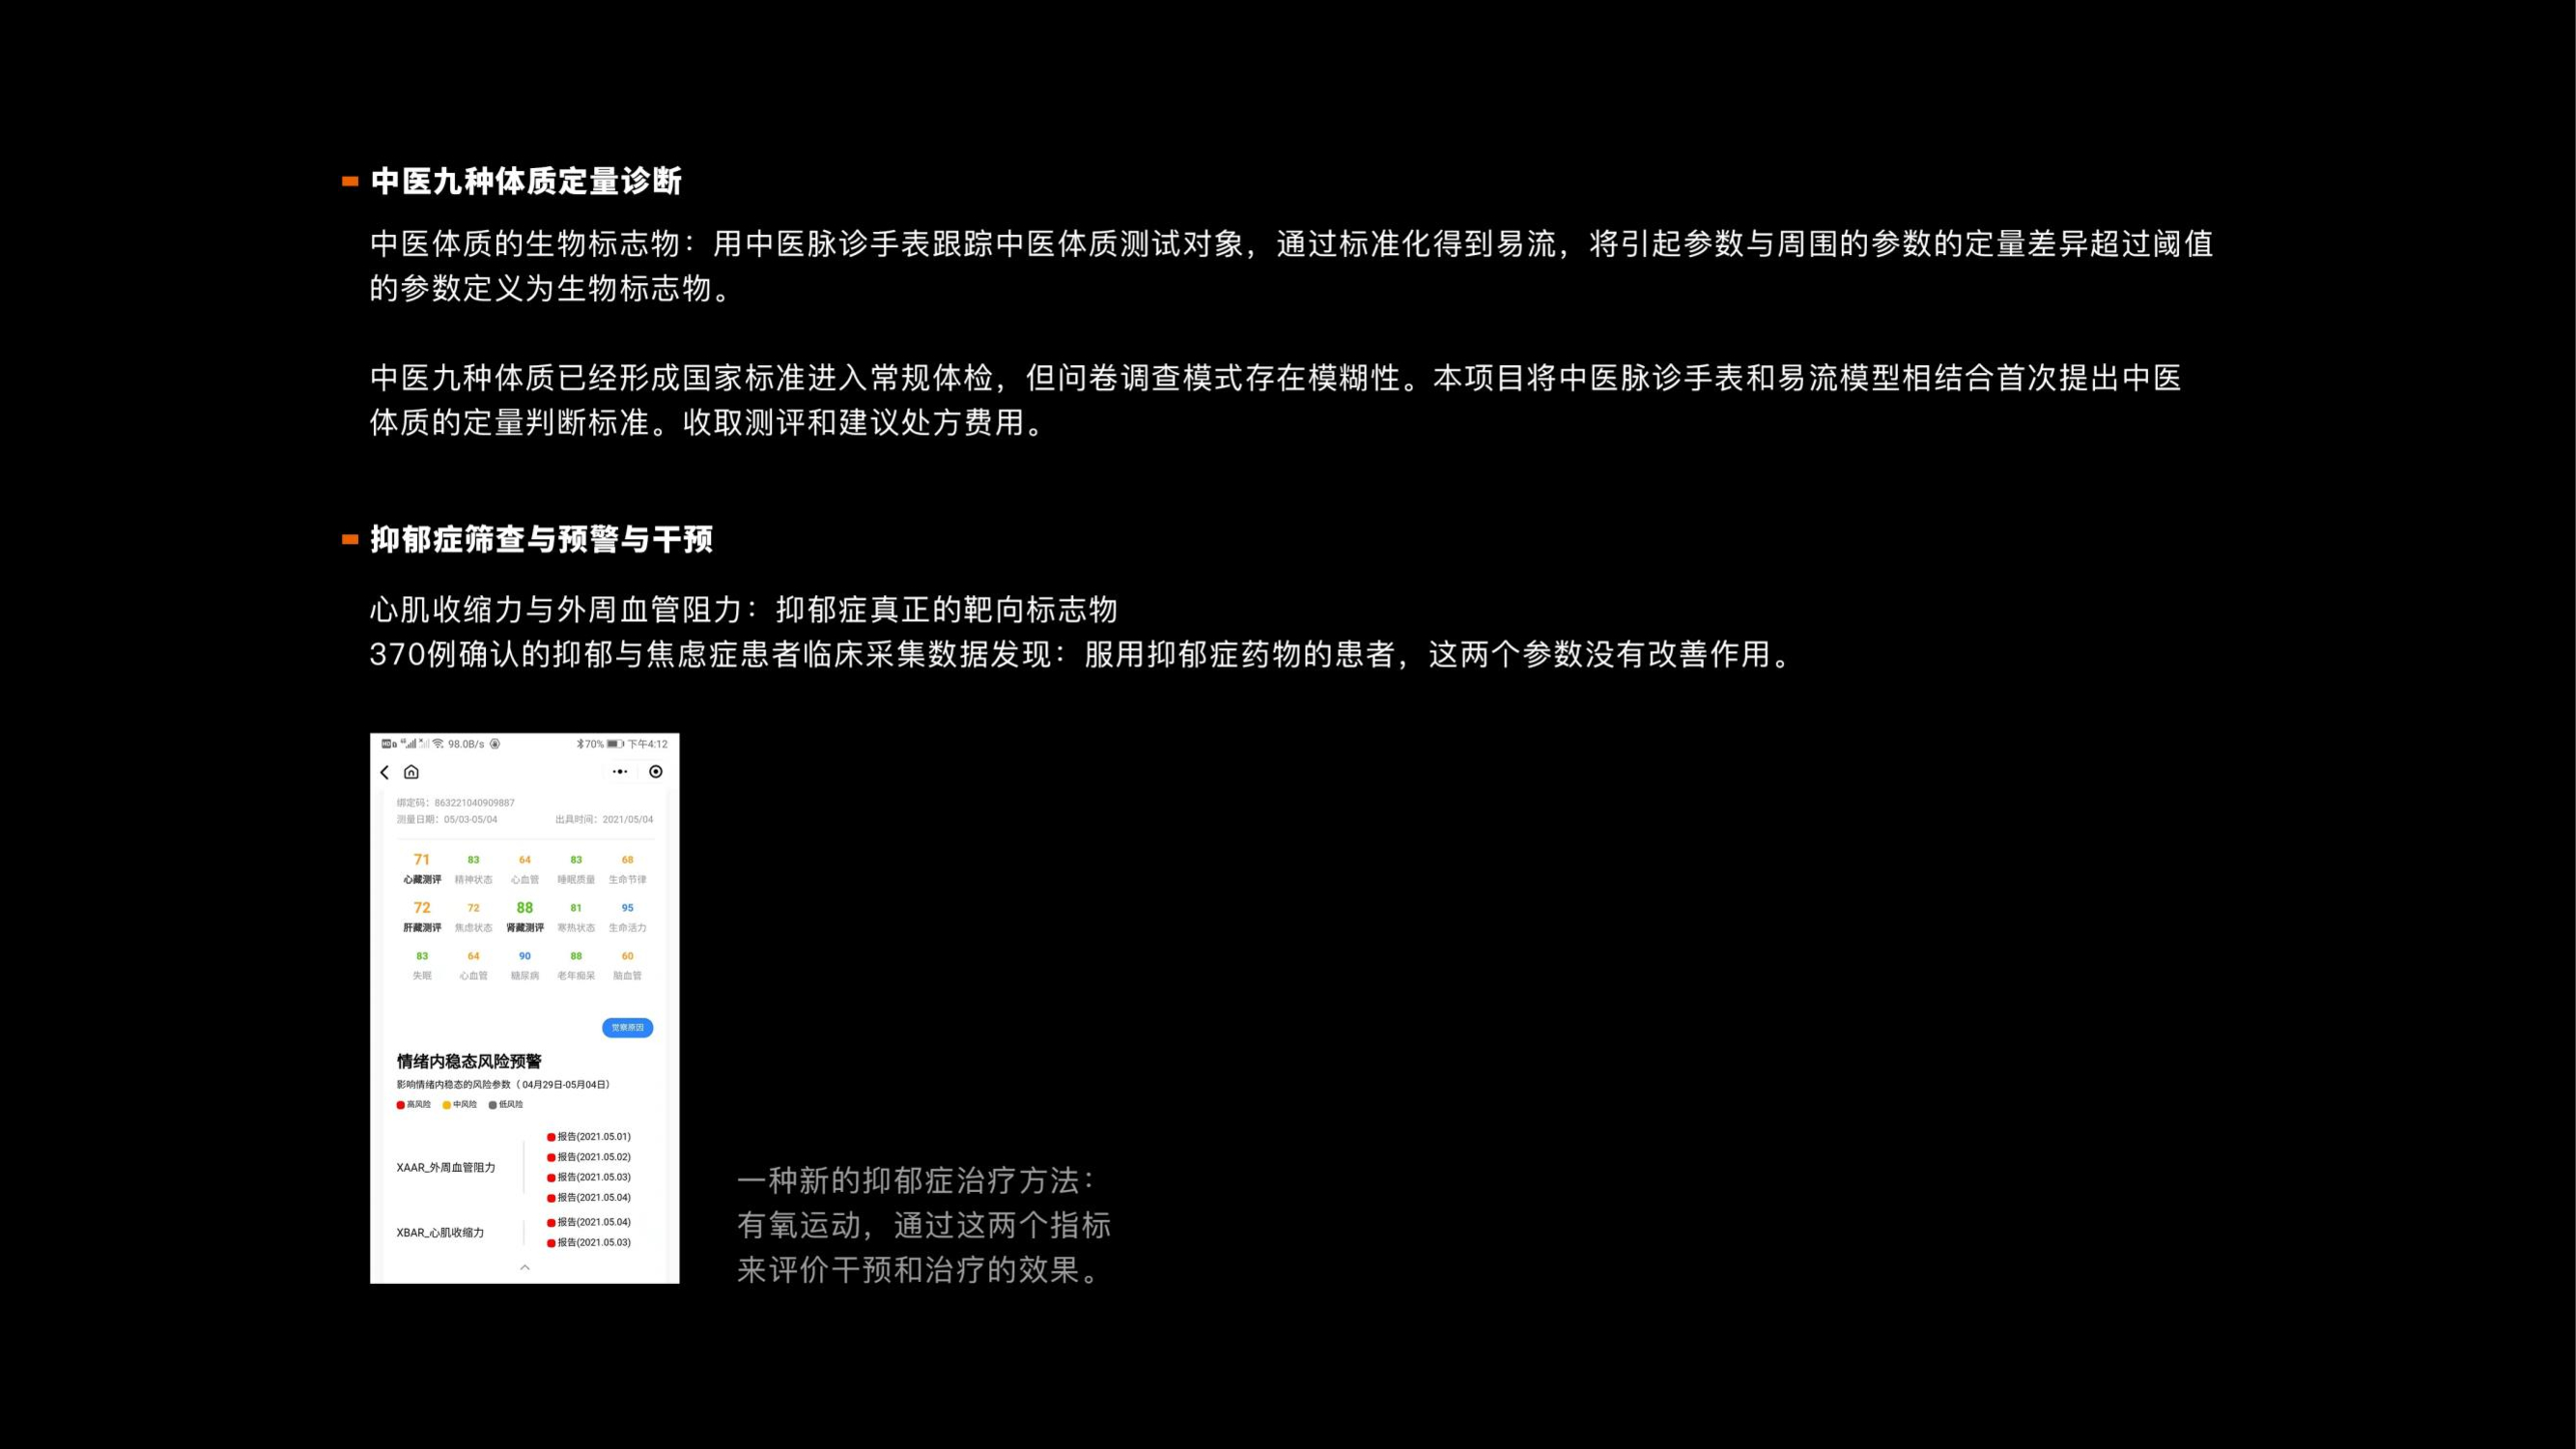 中医九种体质定量诊断
中医体质的生物标志物：用中医脉诊手表跟踪中医体质测试对象，通过标准化得到易流，将引起参数与周围的参数的定量差异超过阈值
的参数定义为生物标志物。
中医九种体质已经形成国家标准进入常规体检，但问卷调查模式存在模糊性。本项目将中医脉诊手表和易流模型相结合首次提出中医
体质的定量判断标准。收取测评和建议处方费用。
抑郁症筛查与预警与干预
心肌收缩力与外周血管阻力：抑郁症真正的靶向标志物
370例确认的抑郁与焦虑症患者临床采集数据发现：服用抑郁症药物的患者，这两个参数没有改善作用。
98.0B/s 70% 下午4:12
绑定码：863221040909887
测量日期：05/03-05/04 出具时间：2021/05/04
71 83 64 83 68
心藏测评 精神状态 心血管 睡眠质量 生命节律
72 72 88 81 95
肝藏测评 焦虑状态 肾藏测评 寒热状态 生命活力
83 64 90 88 60
失眠 心血管 糖尿病 老年痴呆 脑血管
觉察原因
情绪内稳态风险预警
影响情绪内稳态的风险参数（04月29日-05月04日）
高风险 中风险 低风险
报告(2021.05.01)
报告(2021.05.02)
XAAR_外周血管阻力
报告(2021.05.03)
报告(2021.05.04)
报告(2021.05.04)
XBAR_心肌收缩力
报告(2021.05.03)
一种新的抑郁症治疗方法：
有氧运动，通过这两个指标
来评价干预和治疗的效果。